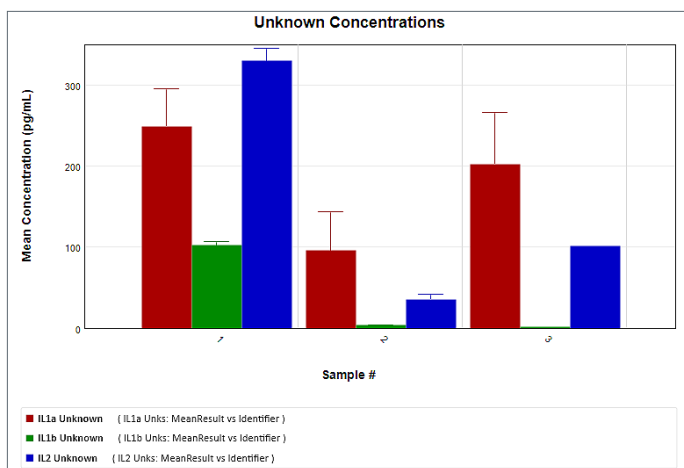 Unknown Concentrations
Mean Concentration (pg/mL)
300
200
100
0
1
2
3
Sample #
IL1a Unknown ( IL1a Unks: MeanResult vs Identifier )
IL1b Unknown ( IL1b Unks: MeanResult vs Identifier )
IL2 Unknown ( IL2 Unks: MeanResult vs Identifier )